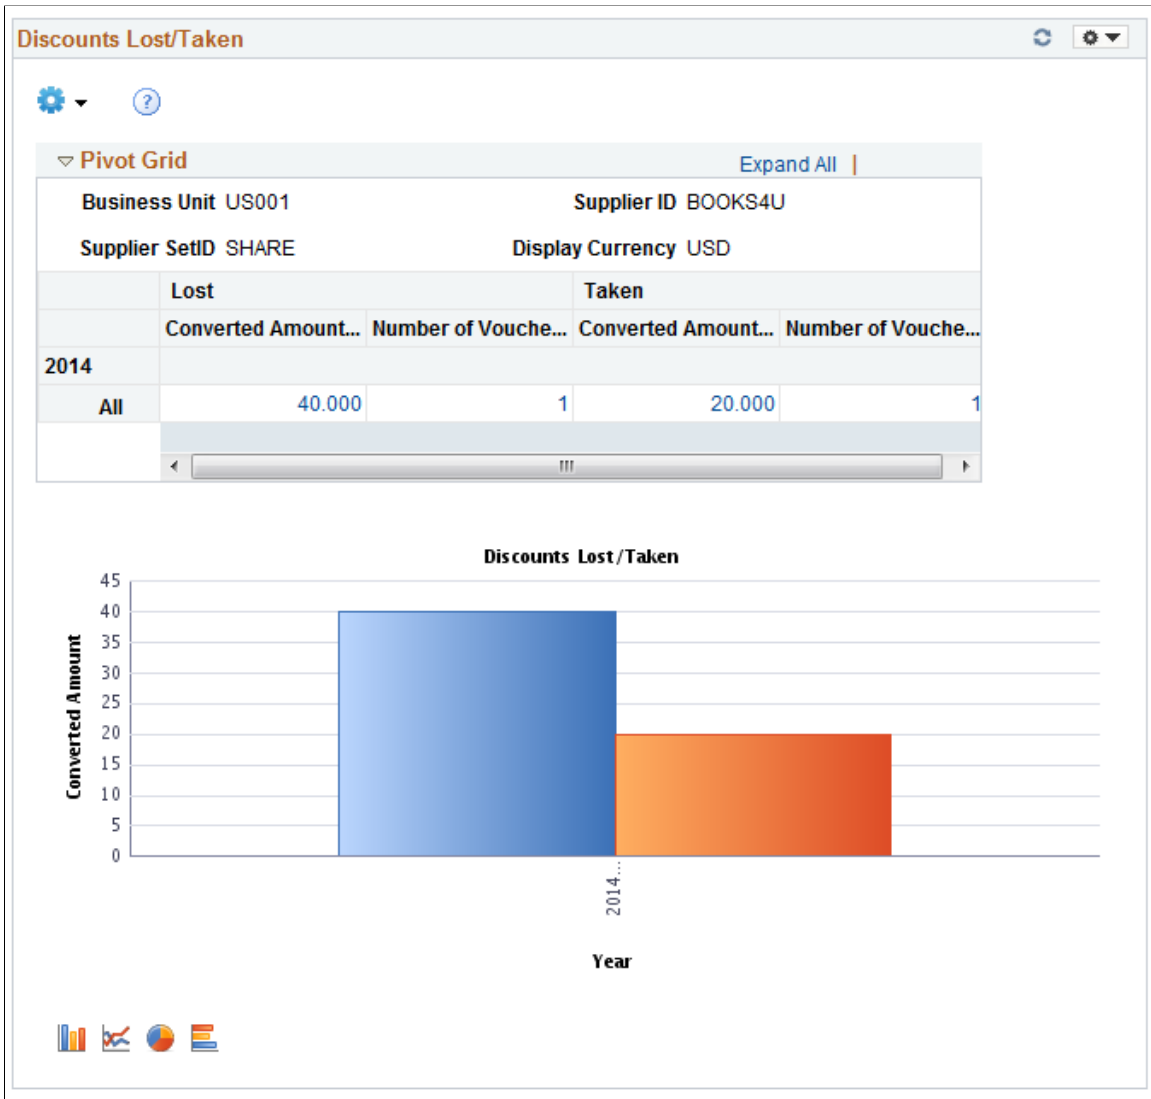 Discounts Lost/Taken
?
Pivot Grid Expand All |
Business Unit US001 Supplier ID BOOKS4U
Supplier SetID SHARE Display Currency USD
Lost Taken
Converted Amount... Number of Vouche... Converted Amount... Number of Vouche...
2014
All 40.000 1 20.000 1
Discounts Lost/Taken
45
40
35
30
25
20
15
10
5
0
Converted Amount
2014...
Year